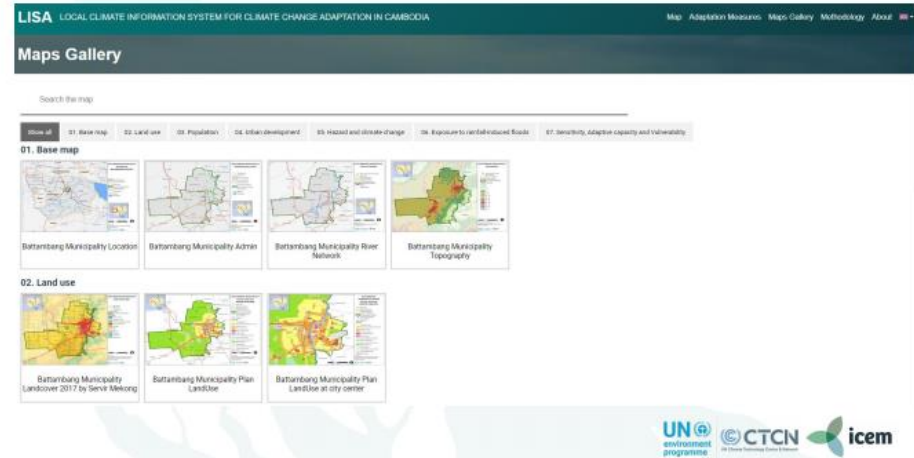 LISA LOCAL CLIMATE INFORMATION SYSTEM FOR CLIMATE CHANGE ADAPTATION IN CAMBODIA
Map Adaptation Measures Maps Gallery Methodology About
Maps Gallery
Search the map
Show all 01. Base map 02. Land use 03. Population 04. Urban development 05. Hazard and climate change 06. Exposure to rainfall-induced floods 07. Sensitivity, Adaptive capacity and Vulnerability
01. Base map
Battambang Municipality Location
Battambang Municipality Admin
Battambang Municipality River
Network
Battambang Municipality
Topography
02. Land use
Battambang Municipality
Landcover 2017 by Servir Mekong
Battambang Municipality Plan
LandUse
Battambang Municipality Plan
LandUse at city center
UN
environment
programme
CTCN
icem